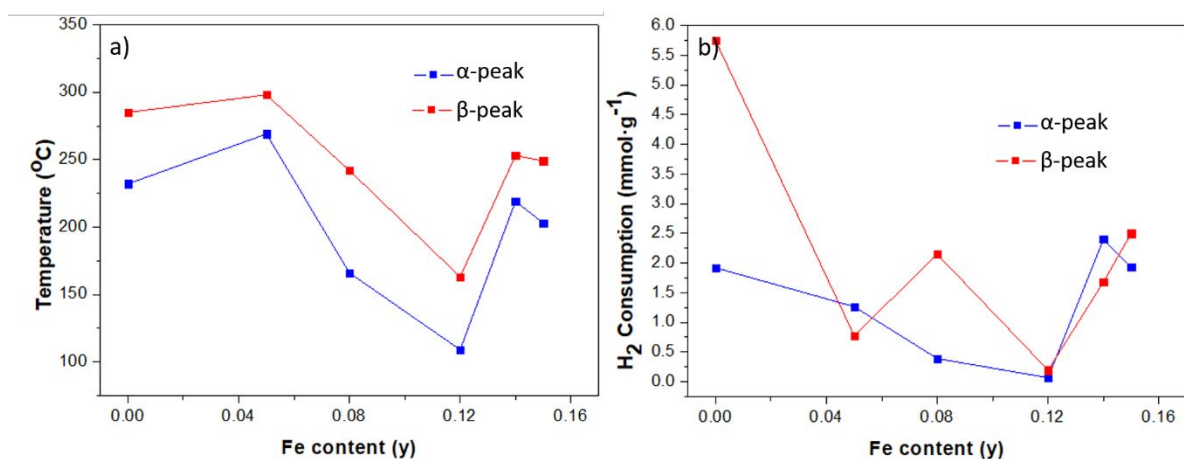 a)
350
300
250
200
150
100
0.00 0.04 0.08 0.12 0.16
Temperature (ºC)
Fe content (y)
α-peak
β-peak
b)
6.0
5.5
5.0
4.5
4.0
3.5
3.0
2.5
2.0
1.5
1.0
0.5
0.0
0.00 0.04 0.08 0.12 0.16
H₂ Consumption (mmol·g⁻¹)
Fe content (y)
α-peak
β-peak